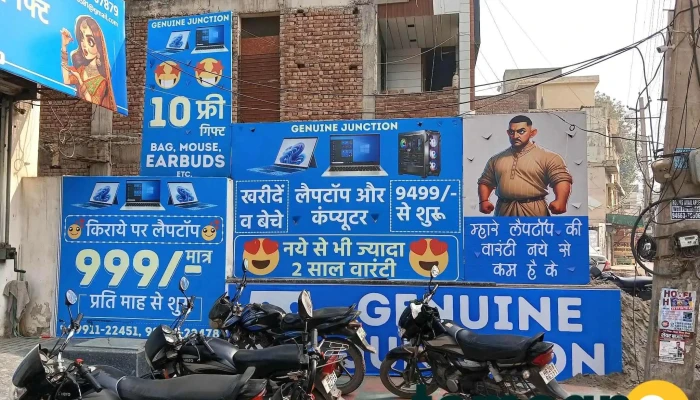 GENUINE JUNCTION
10 फ्री
गिफ्ट
BAG, MOUSE,
EARBUDS
ETC.
GENUINE JUNCTION
खरीदें
व बेचे
लैपटॉप और
कंप्यूटर
9499/-
से शुरू
नये से भी ज्यादा
2 साल वारंटी
किराये पर लैपटॉप
999/- मात्र
प्रति माह से शुरू
म्हारे लैपटॉप की
वारंटी नये से
कम है के
GENUINE